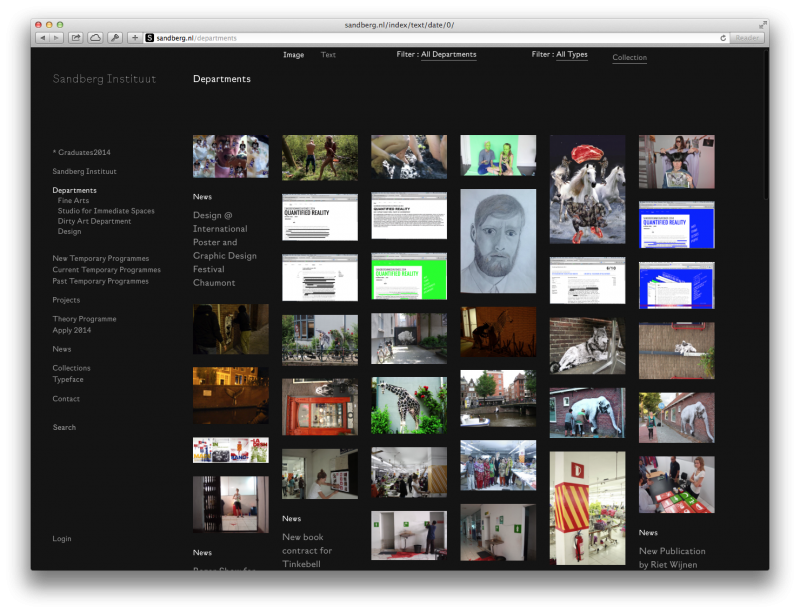 sandberg.nl/index/text/date/0/
sandberg.nl/departments
Reader
Image
Text
Filter : All Departments
Filter : All Types
Collection
Sandberg Instituut
Departments
* Graduates2014
Sandberg Instituut
Departments
Fine Arts
Studio for Immediate Spaces
Dirty Art Department
Design
New Temporary Programmes
Current Temporary Programmes
Past Temporary Programmes
Projects
Theory Programme
Apply 2014
News
Collections
Typeface
Contact
Search
Login
News
Design @
International
Poster and
Graphic Design
Festival
Chaumont
QUANTIFIED REALITY
QUANTIFIED REALITY
QUANTIFIED REALITY
QUANTIFIED REALITY
News
News
New book
contract for
Tinkebell
News
New Publication
by Riet Wijnen